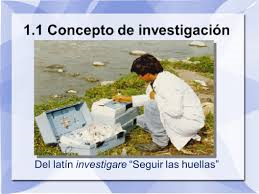 1.1 Concepto de investigación
Del latín investigare “Seguir las huellas”